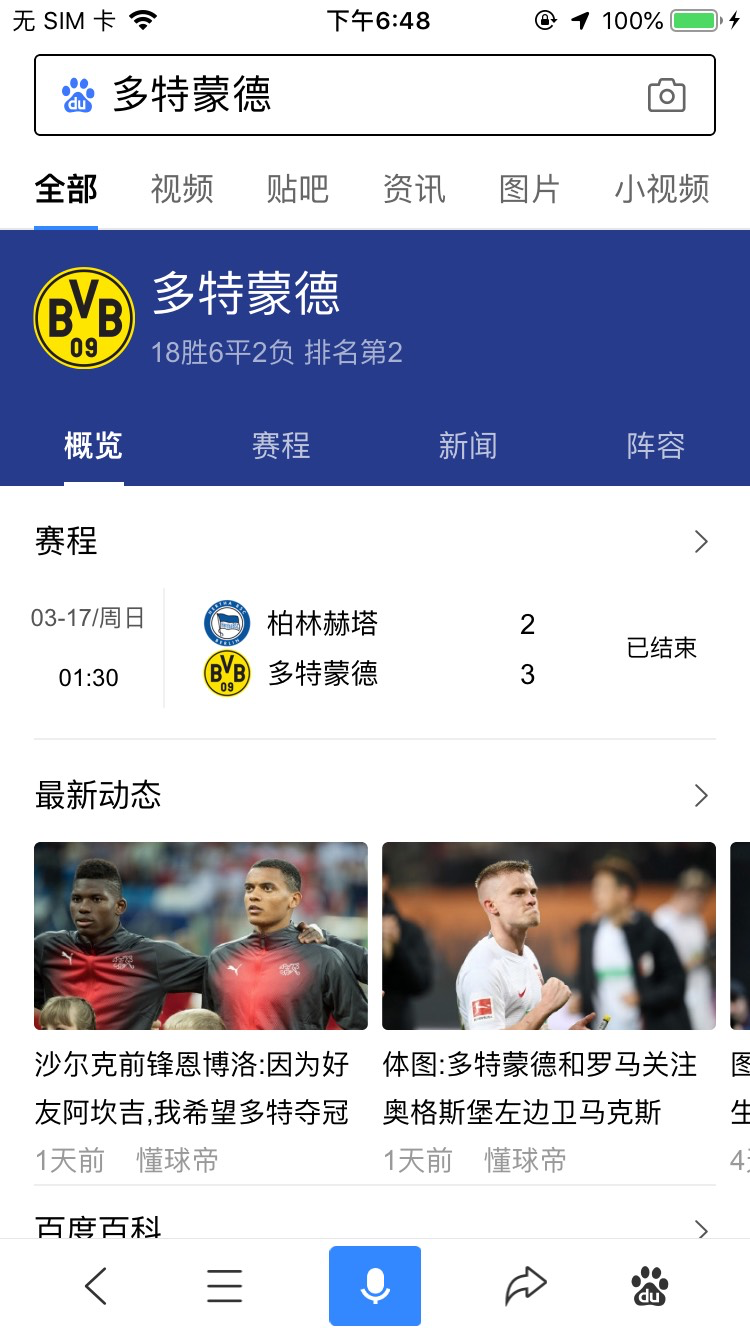 无 SIM 卡 下午6:48 100%
du 多特蒙德
全部 视频 贴吧 资讯 图片 小视频
BVB 09
多特蒙德
18胜6平2负 排名第2
概览 赛程 新闻 阵容
赛程
03-17/周日
01:30
柏林赫塔 2
BVB 09 多特蒙德 3
已结束
最新动态
沙尔克前锋恩博洛:因为好
友阿坎吉,我希望多特夺冠
1天前 懂球帝
体图:多特蒙德和罗马关注
奥格斯堡左边卫马克斯
1天前 懂球帝
百度百科
du